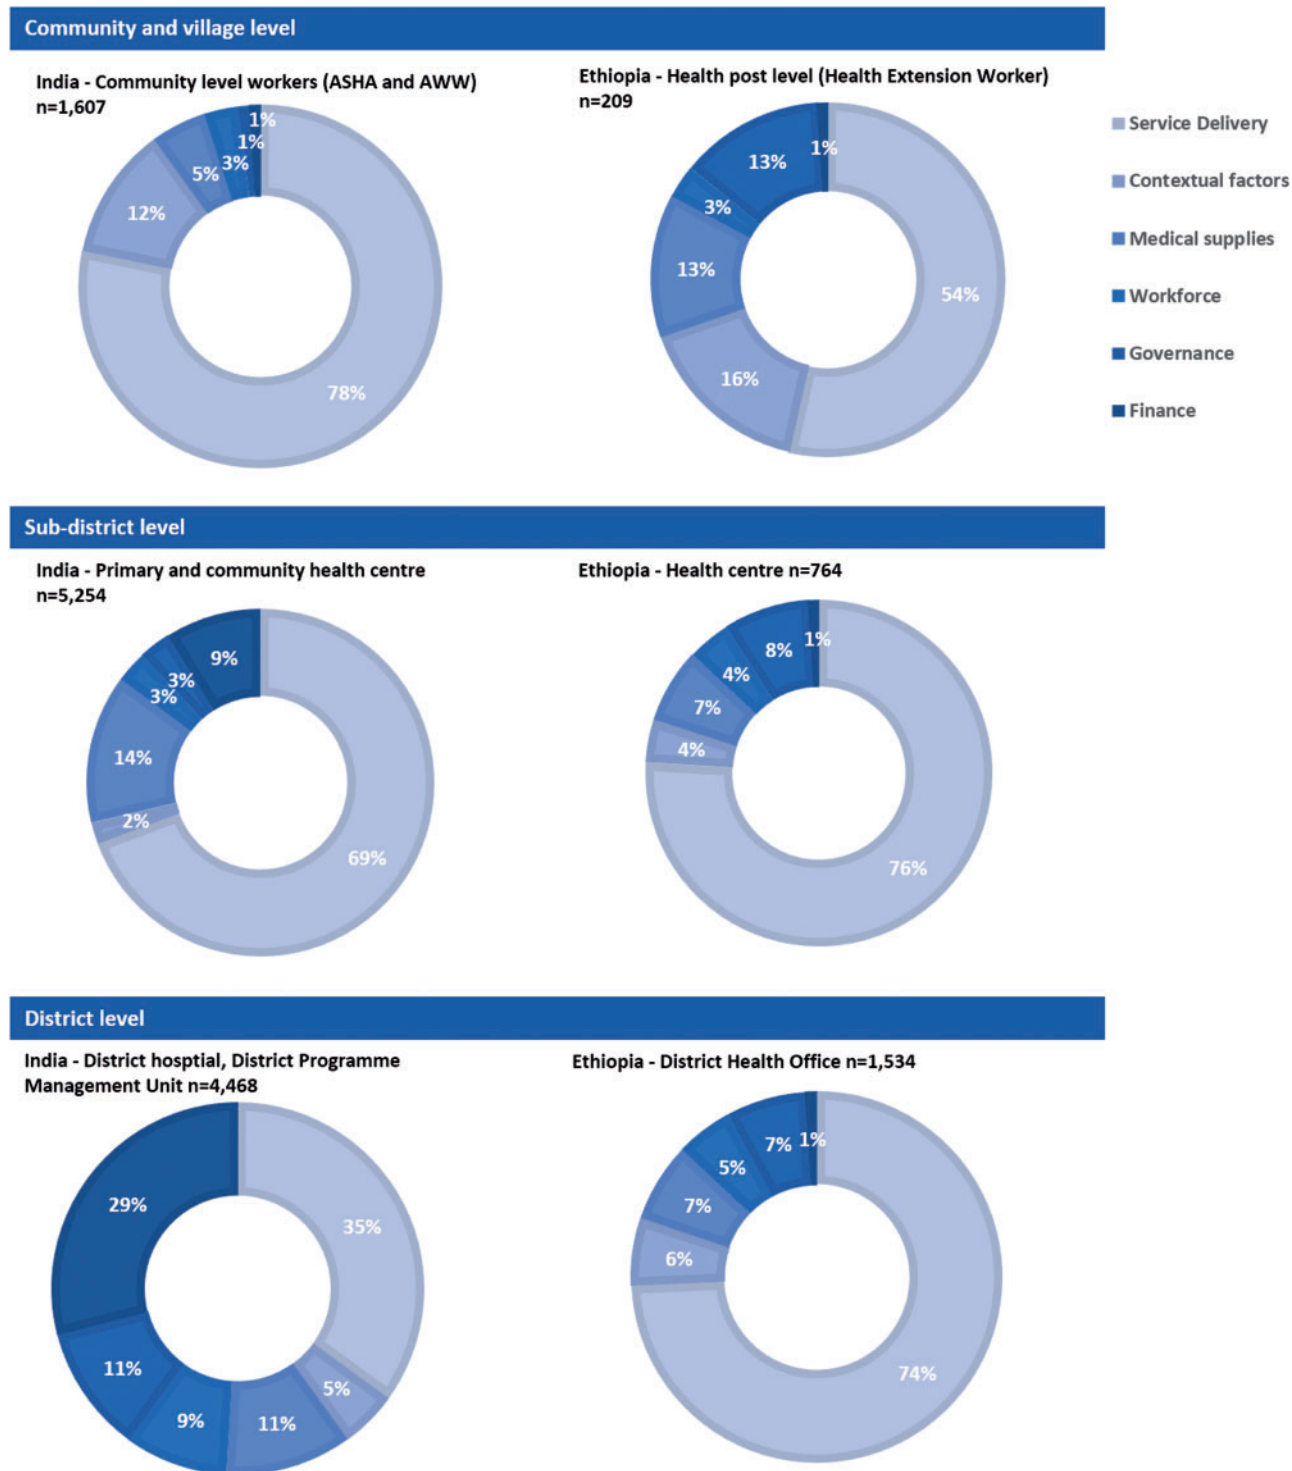 Community and village level
India - Community level workers (ASHA and AWW)
n=1,607
Ethiopia - Health post level (Health Extension Worker)
n=209
1%
1%
3%
5%
12%
78%
1%
13%
3%
13%
16%
54%
Service Delivery
Contextual factors
Medical supplies
Workforce
Governance
Finance
Sub-district level
India - Primary and community health centre
n=5,254
Ethiopia - Health centre n=764
9%
3%
3%
14%
2%
69%
1%
8%
4%
7%
4%
76%
District level
India - District hosptial, District Programme
Management Unit n=4,468
Ethiopia - District Health Office n=1,534
29%
35%
11%
9%
11%
5%
1%
7%
5%
7%
6%
74%